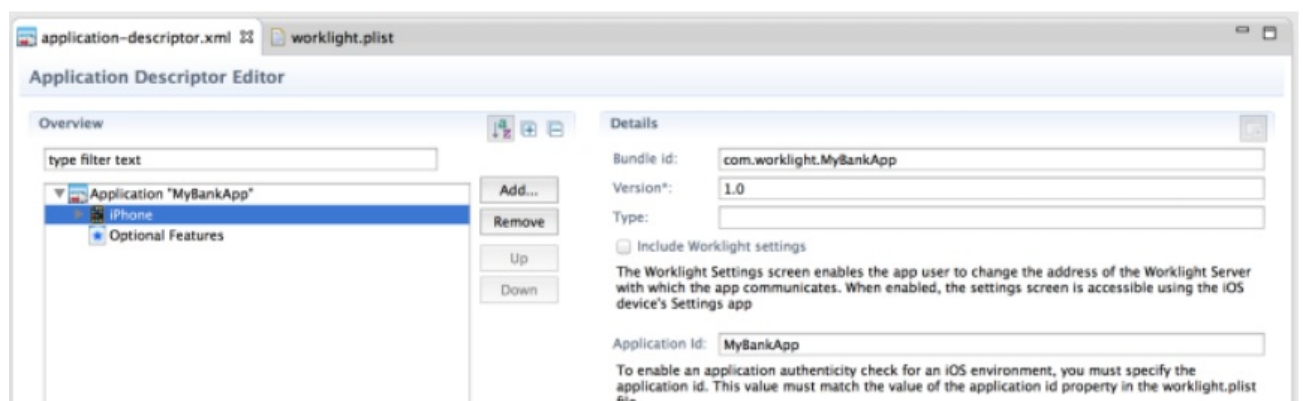 application-descriptor.xml worklight.plist
Application Descriptor Editor
Overview
type filter text
Application "MyBankApp"
iPhone
Optional Features
Add...
Remove
Up
Down
Details
Bundle id: com.worklight.MyBankApp
Version*: 1.0
Type:
Include Worklight settings
The Worklight Settings screen enables the app user to change the address of the Worklight Server
with which the app communicates. When enabled, the settings screen is accessible using the iOS
device's Settings app
Application Id: MyBankApp
To enable an application authenticity check for an iOS environment, you must specify the
application id. This value must match the value of the application id property in the worklight.plist